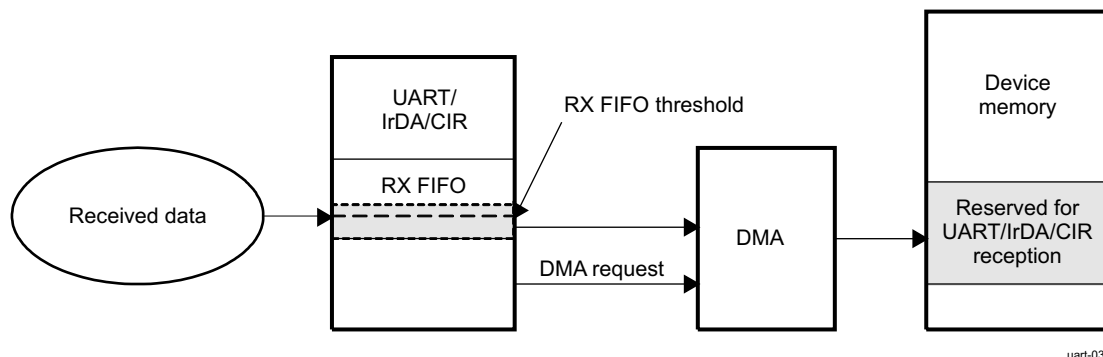 UART/
IrDA/CIR
RX FIFO threshold
Device
memory
RX FIFO
Received data
DMA
Reserved for
UART/IrDA/CIR
reception
DMA request